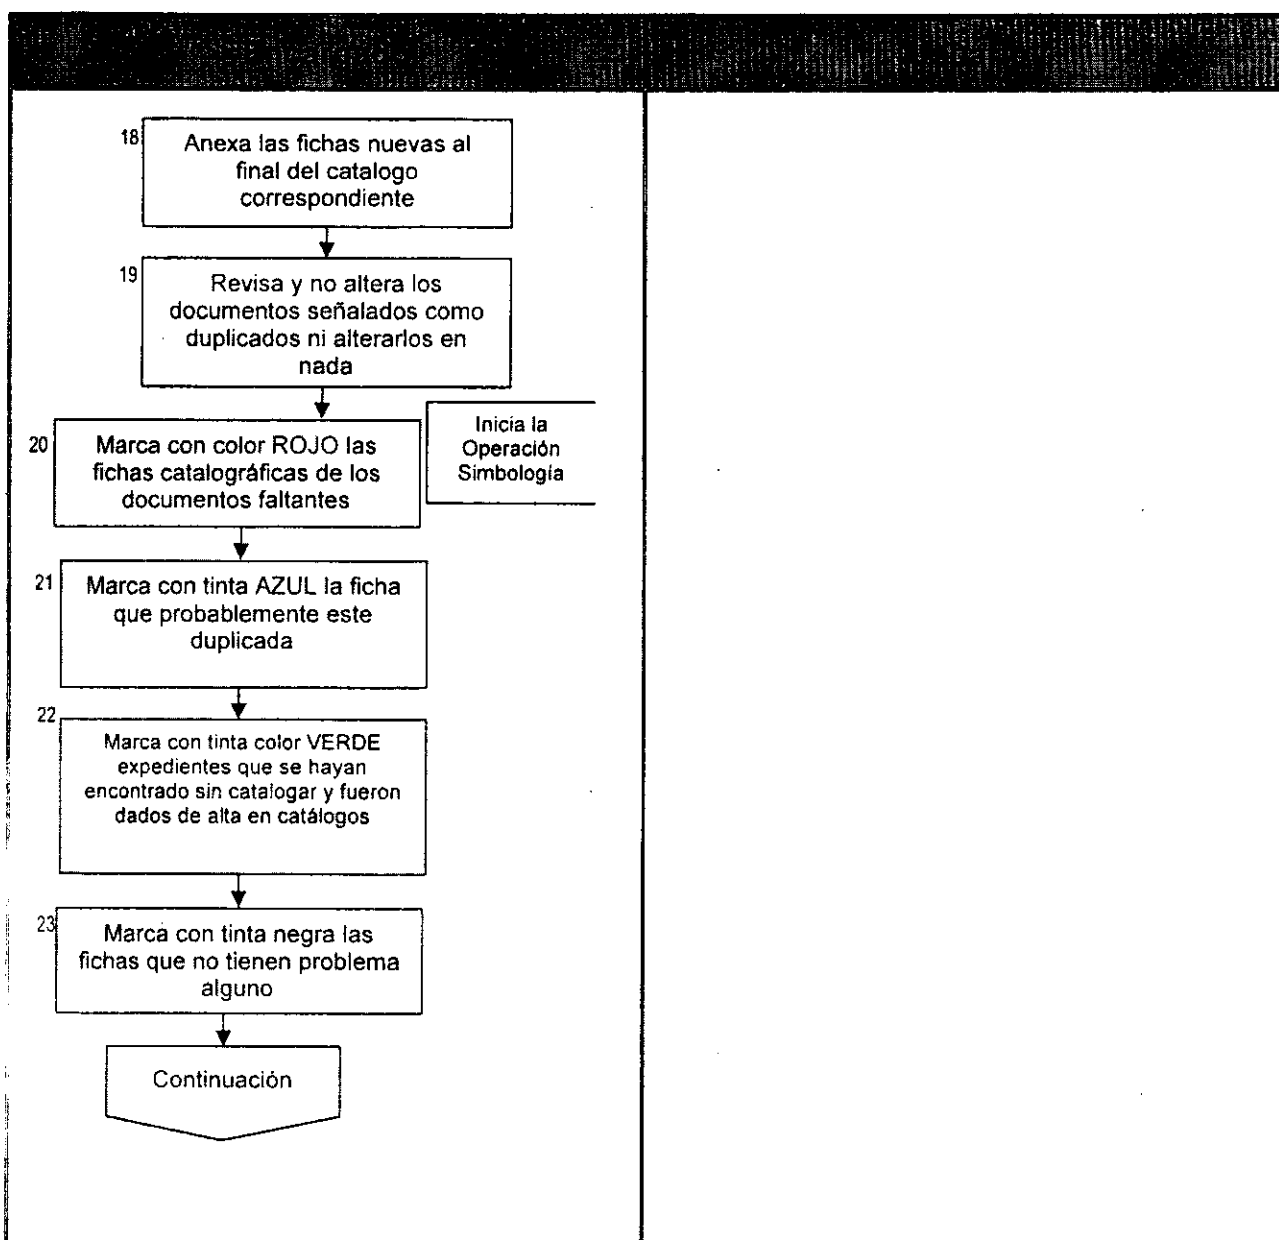 18
Anexa las fichas nuevas al
final del catalogo
correspondiente
19
Revisa y no altera los
documentos señalados como
duplicados ni alterarlos en
nada
20
Marca con color ROJO las
fichas catalográficas de los
documentos faltantes
Inicia la
Operación
Simbología
21
Marca con tinta AZUL la ficha
que probablemente este
duplicada
22
Marca con tinta color VERDE
expedientes que se hayan
encontrado sin catalogar y fueron
dados de alta en catálogos
23
Marca con tinta negra las
fichas que no tienen problema
alguno
Continuación